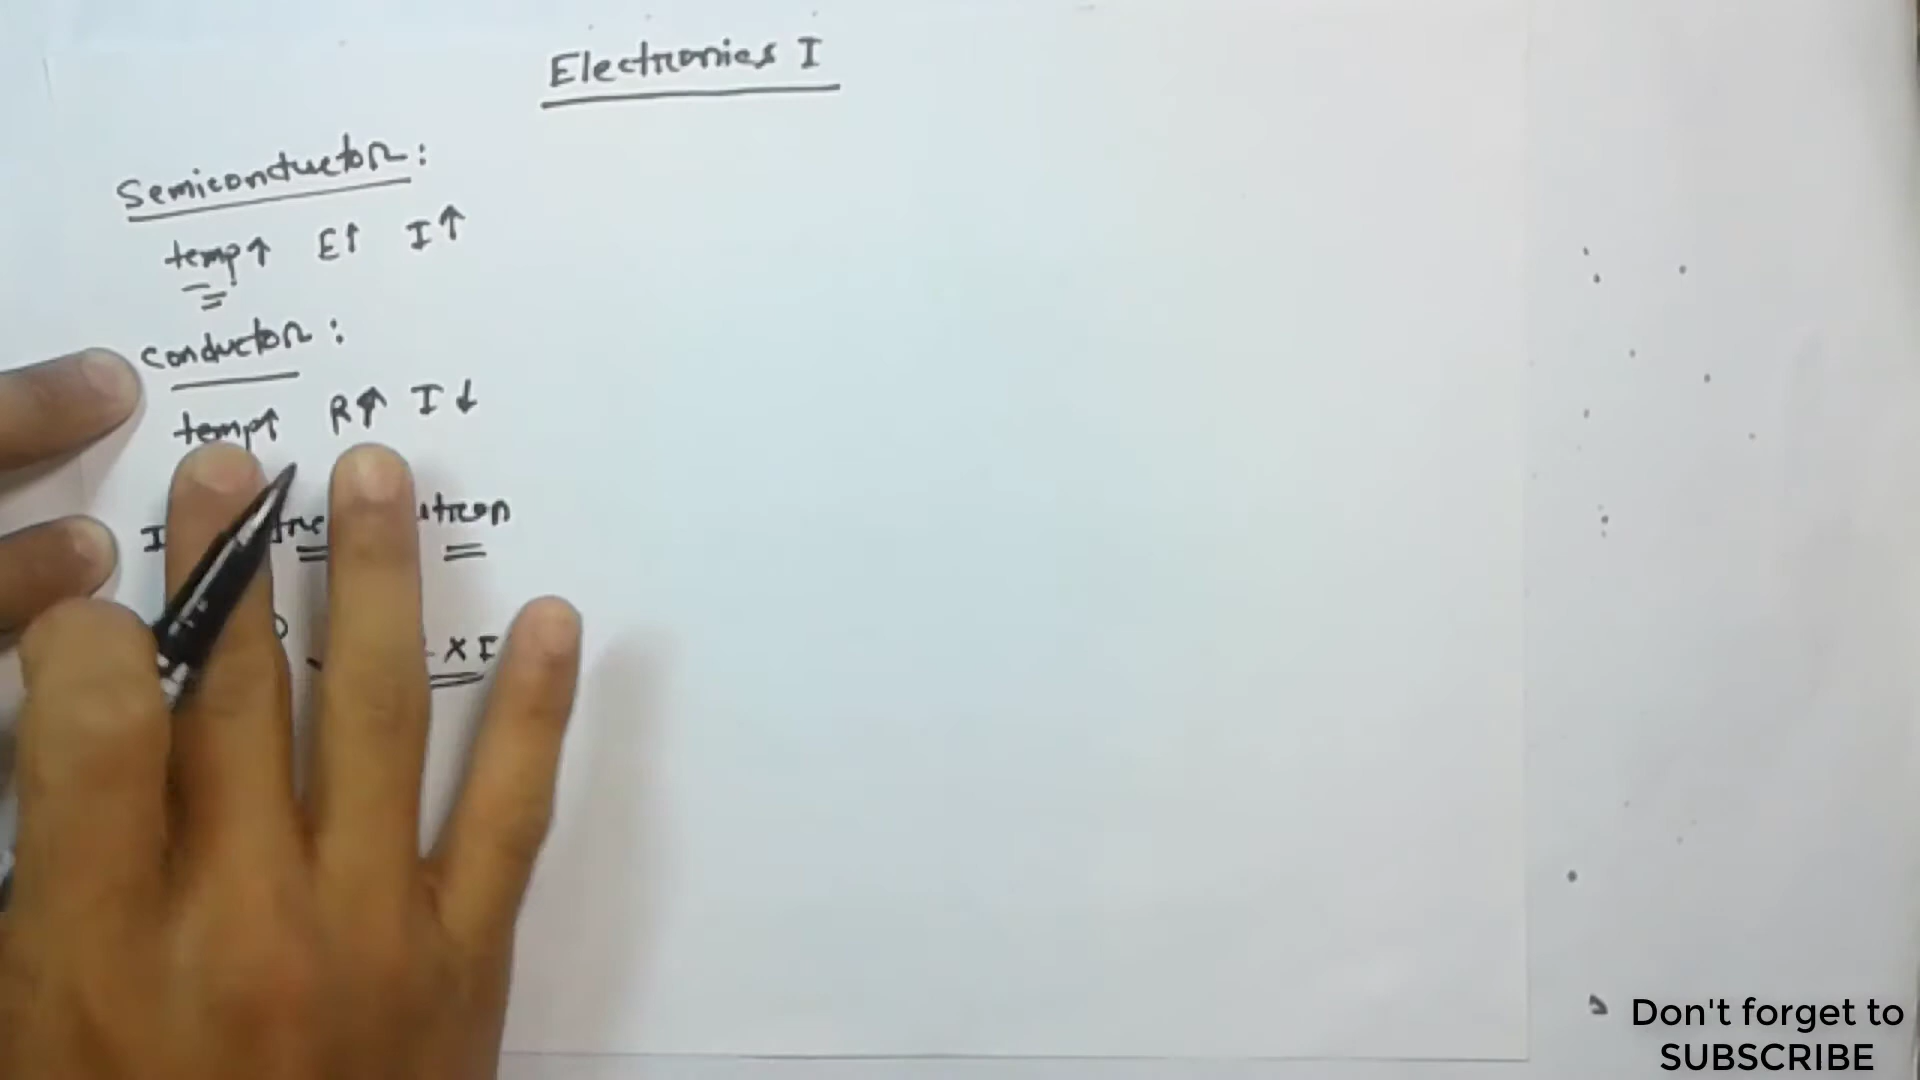 Electronics I
Semiconductor:
temp↑ E↑ I↑
Conductor:
temp↑ R↑ I↓
× I
Don't forget to
SUBSCRIBE